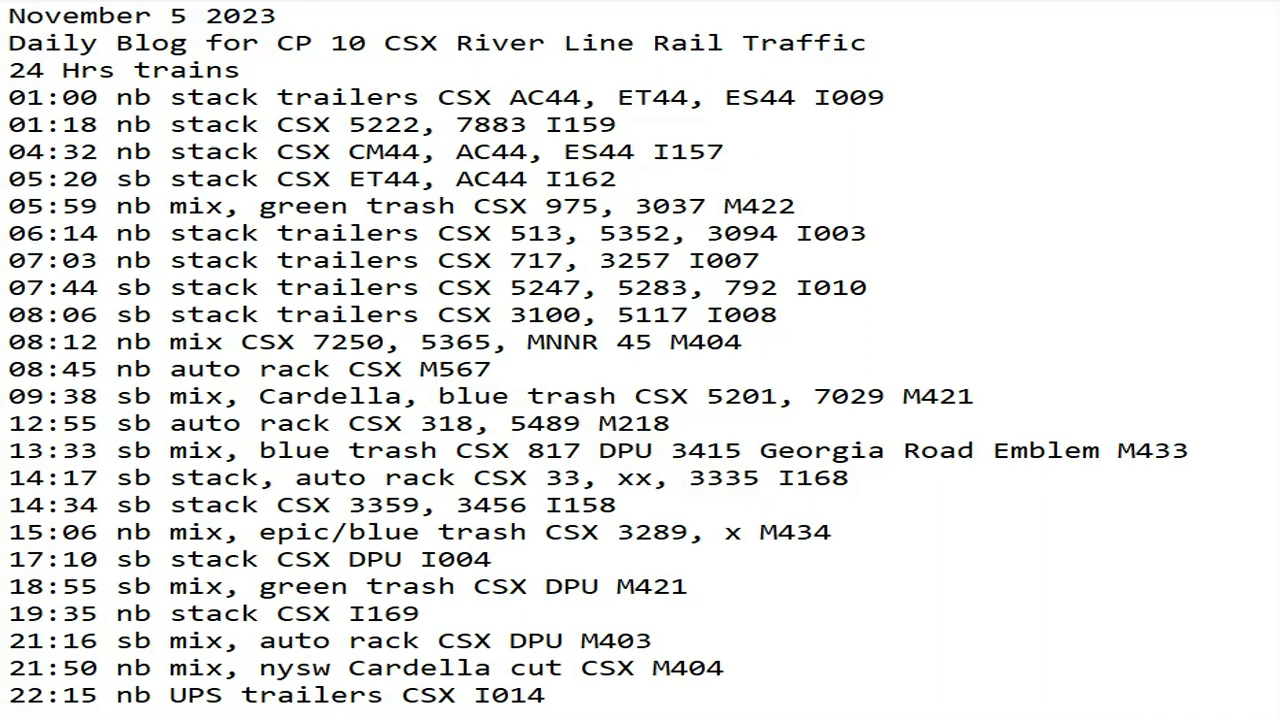 November 5 2023
Daily Blog for CP 10 CSX River Line Rail Traffic
24 Hrs trains
01:00 nb stack trailers CSX AC44, ET44, ES44 I009
01:18 nb stack CSX 5222, 7883 I159
04:32 nb stack CSX CM44, AC44, ES44 I157
05:20 sb stack CSX ET44, AC44 I162
05:59 nb mix, green trash CSX 975, 3037 M422
06:14 nb stack trailers CSX 513, 5352, 3094 I003
07:03 nb stack trailers CSX 717, 3257 I007
07:44 sb stack trailers CSX 5247, 5283, 792 I010
08:06 sb stack trailers CSX 3100, 5117 I008
08:12 nb mix CSX 7250, 5365, MNNR 45 M404
08:45 nb auto rack CSX M567
09:38 sb mix, Cardella, blue trash CSX 5201, 7029 M421
12:55 sb auto rack CSX 318, 5489 M218
13:33 sb mix, blue trash CSX 817 DPU 3415 Georgia Road Emblem M433
14:17 sb stack, auto rack CSX 33, xx, 3335 I168
14:34 sb stack CSX 3359, 3456 I158
15:06 nb mix, epic/blue trash CSX 3289, x M434
17:10 sb stack CSX DPU I004
18:55 sb mix, green trash CSX DPU M421
19:35 nb stack CSX I169
21:16 sb mix, auto rack CSX DPU M403
21:50 nb mix, nysw Cardella cut CSX M404
22:15 nb UPS trailers CSX I014